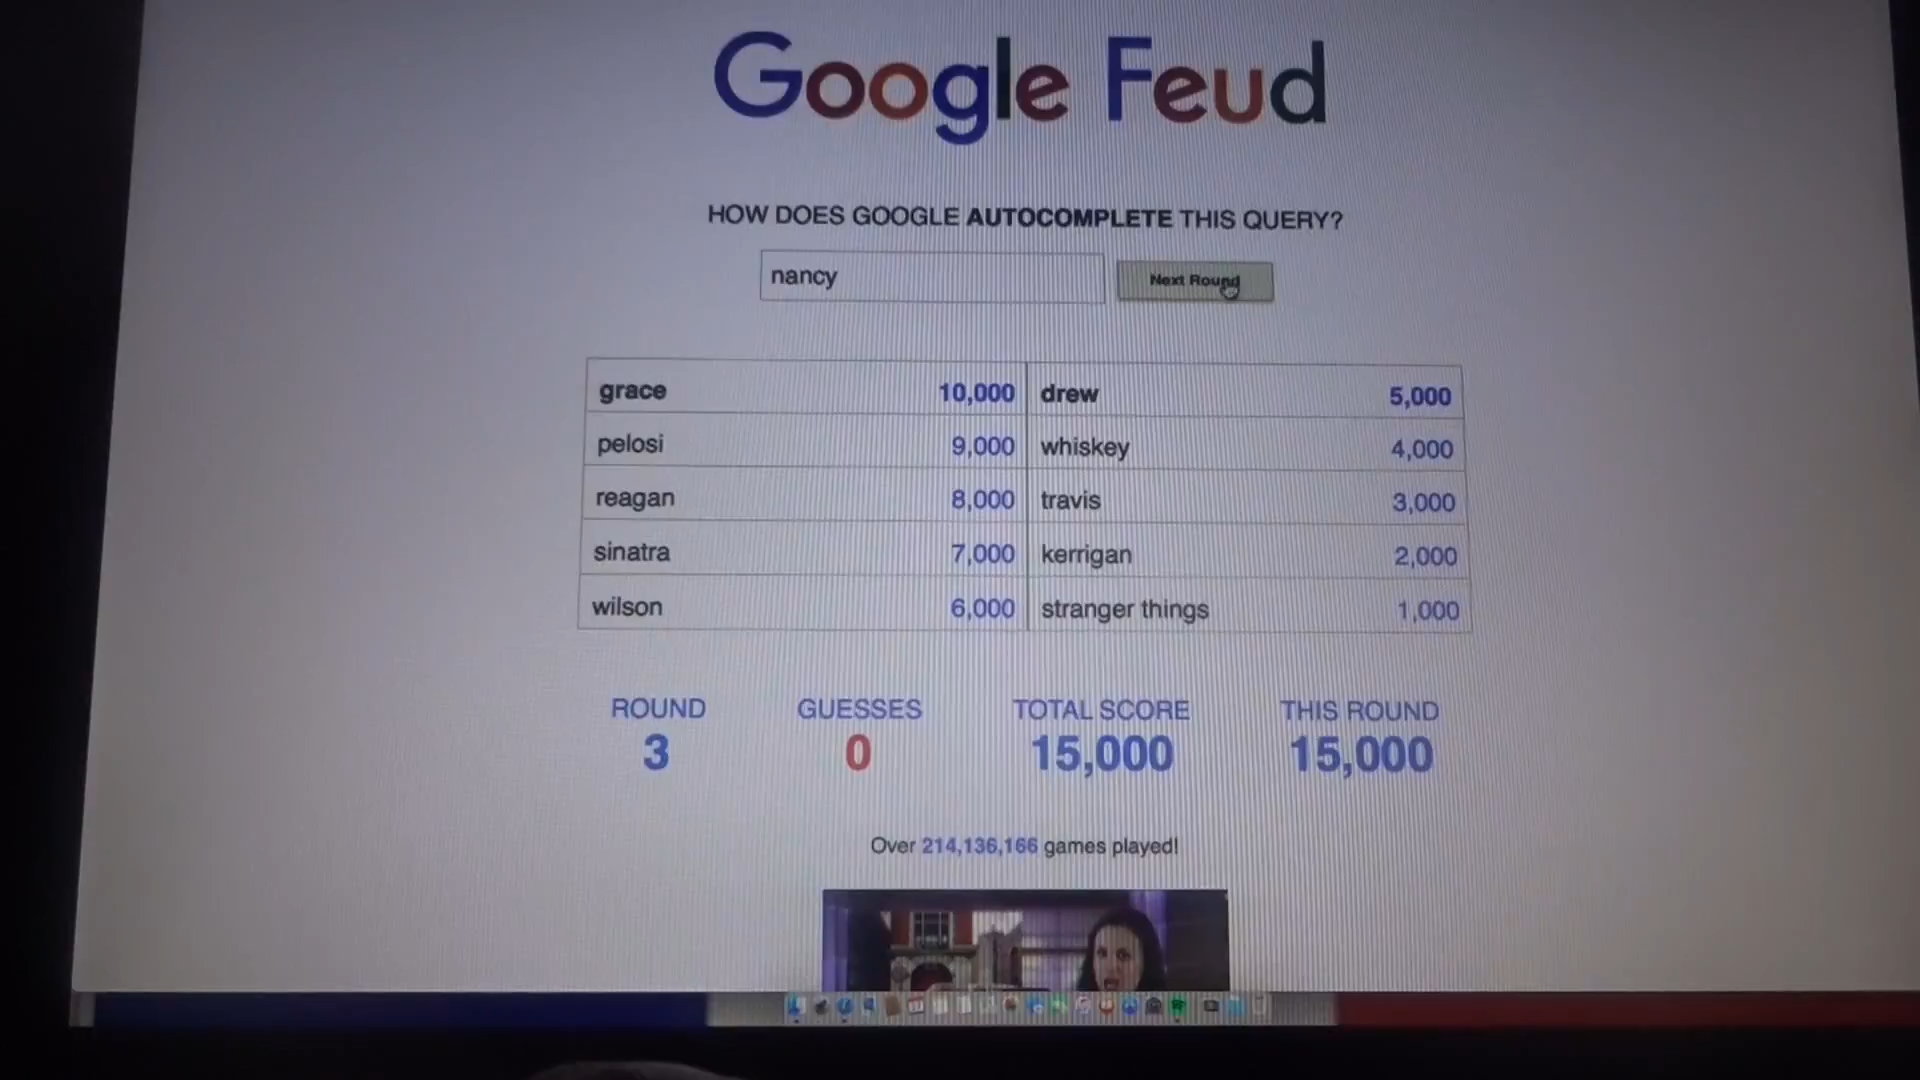 Google Feud
HOW DOES GOOGLE AUTOCOMPLETE THIS QUERY?
nancy
Next Round
grace 10,000 drew 5,000
pelosi 9,000 whiskey 4,000
reagan 8,000 travis 3,000
sinatra 7,000 kerrigan 2,000
wilson 6,000 stranger things 1,000
ROUND GUESSES TOTAL SCORE THIS ROUND
3 0 15,000 15,000
Over 214,136,166 games played!